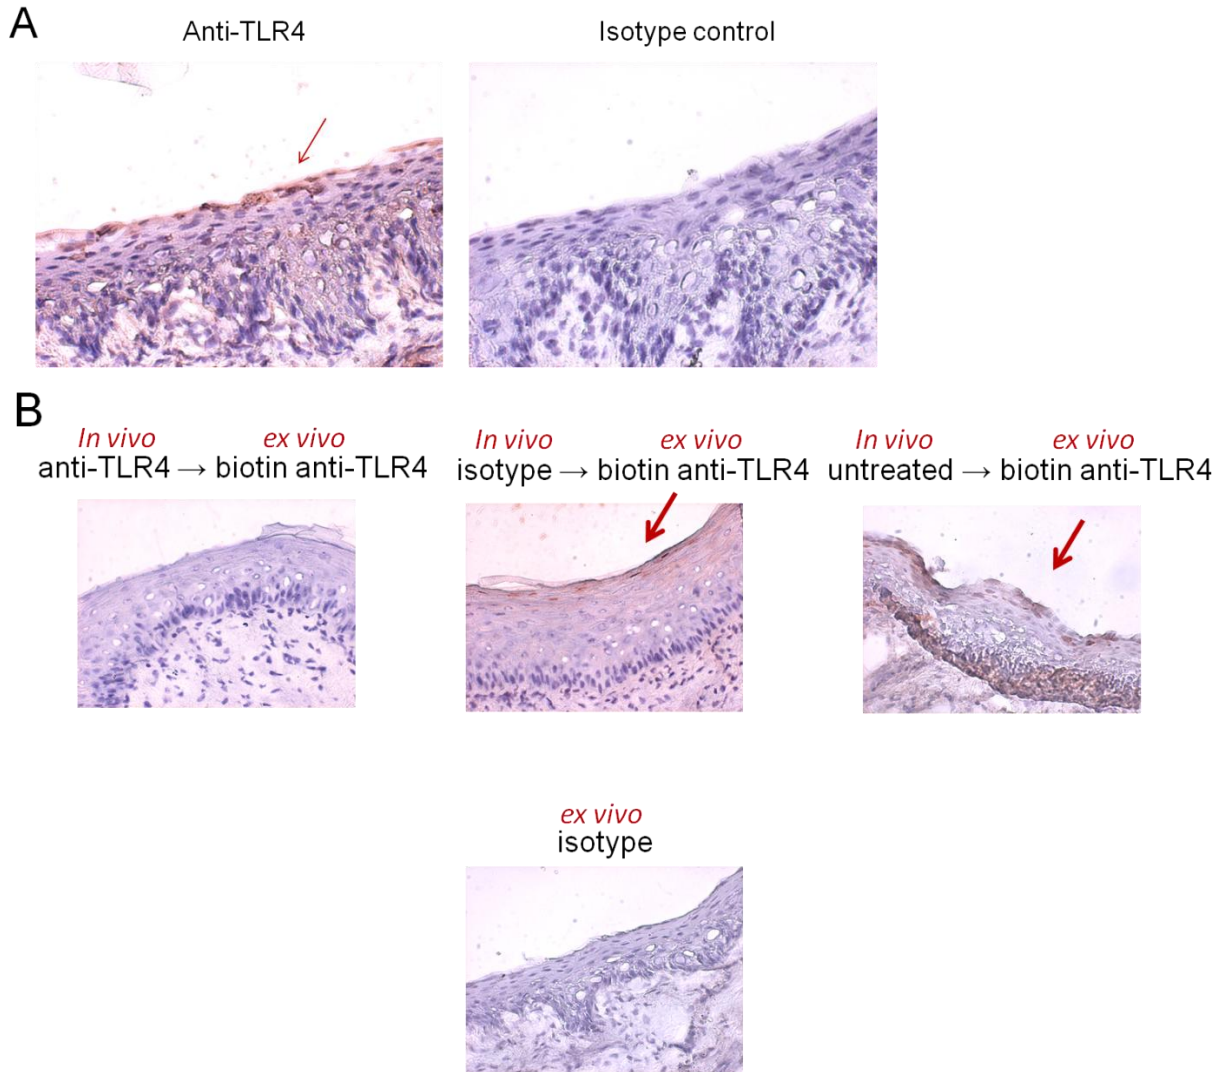 A
Anti-TLR4 Isotype control
B
In vivo ex vivo In vivo ex vivo In vivo ex vivo
anti-TLR4 → biotin anti-TLR4 isotype → biotin anti-TLR4 untreated → biotin anti-TLR4
ex vivo
isotype